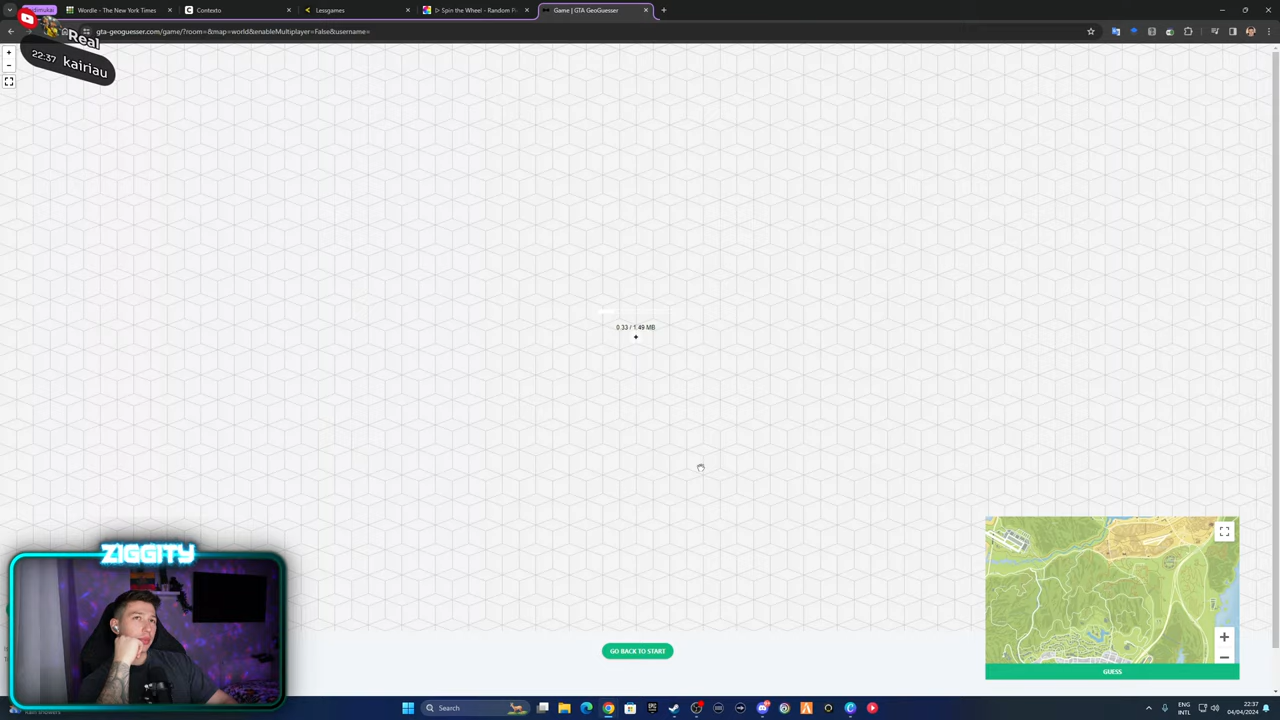 Wordle - The New York Times
Contexto
Lessgames
Spin the Wheel - Random Pi
Game | GTA GeoGuesser
gta-geoguesser.com/game/?room=&map=world&enableMultiplayer=False&username=
Real
22:37 kairiau
0.33 / 1.49 MB
GO BACK TO START
GUESS
ZIGGITY
Search
ENG
INTL
22:37
04/04/2024